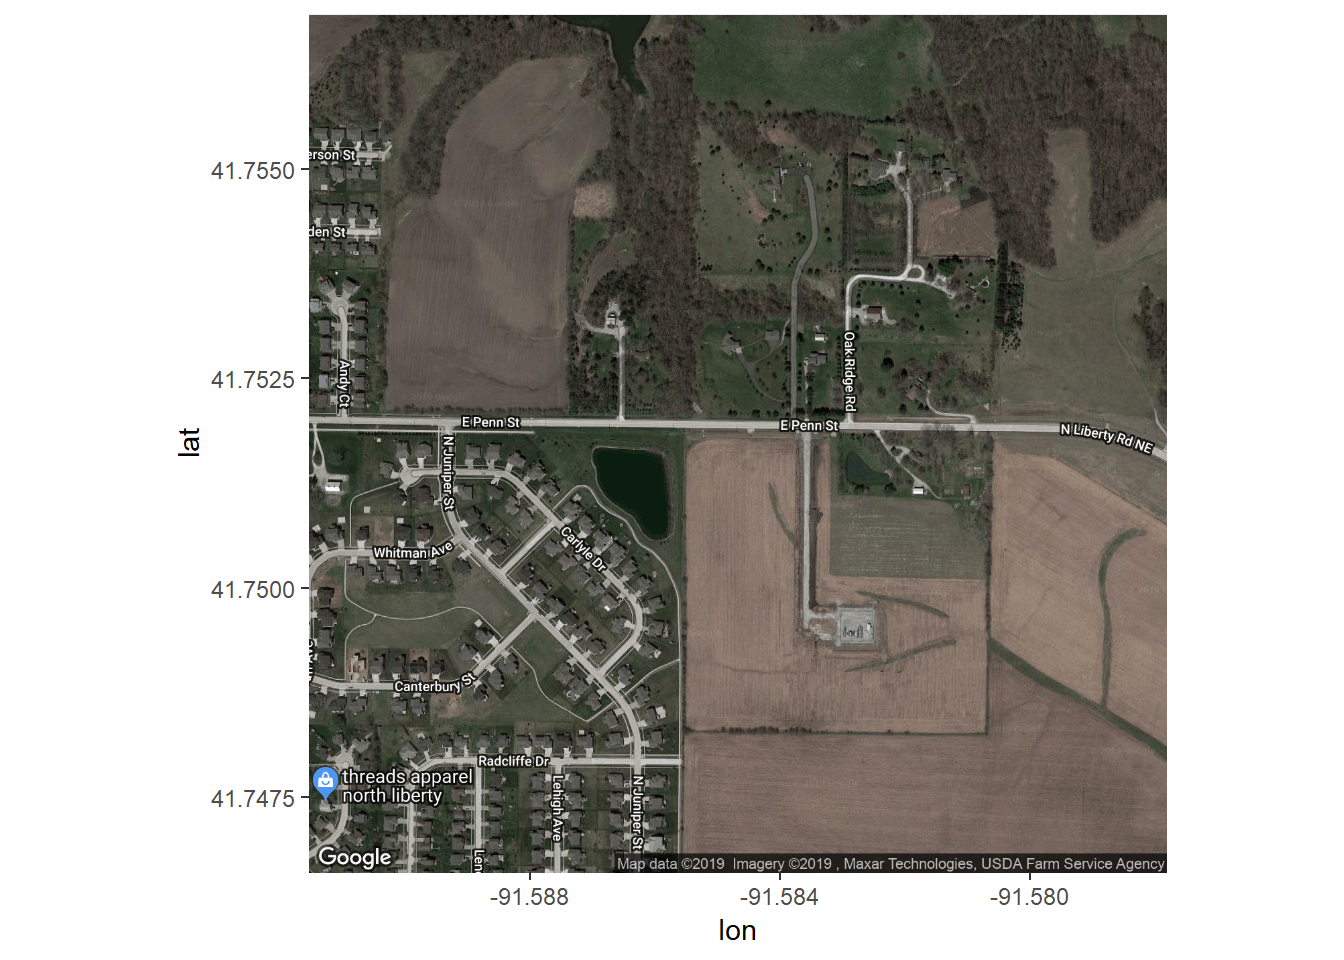 erson St
41.7550
den St
Andy Ct
Oak Ridge Rd
41.7525
E Penn St
E Penn St
N Liberty Rd NE
lat
N Juniper St
Carlyle Dr
Whitman Ave
41.7500
Canterbury St
Radcliffe Dr
threads apparel
north liberty
41.7475
Lehigh Ave
N Juniper St
Len
Google
Map data ©2019 Imagery ©2019 , Maxar Technologies, USDA Farm Service Agency
-91.588
-91.584
-91.580
lon